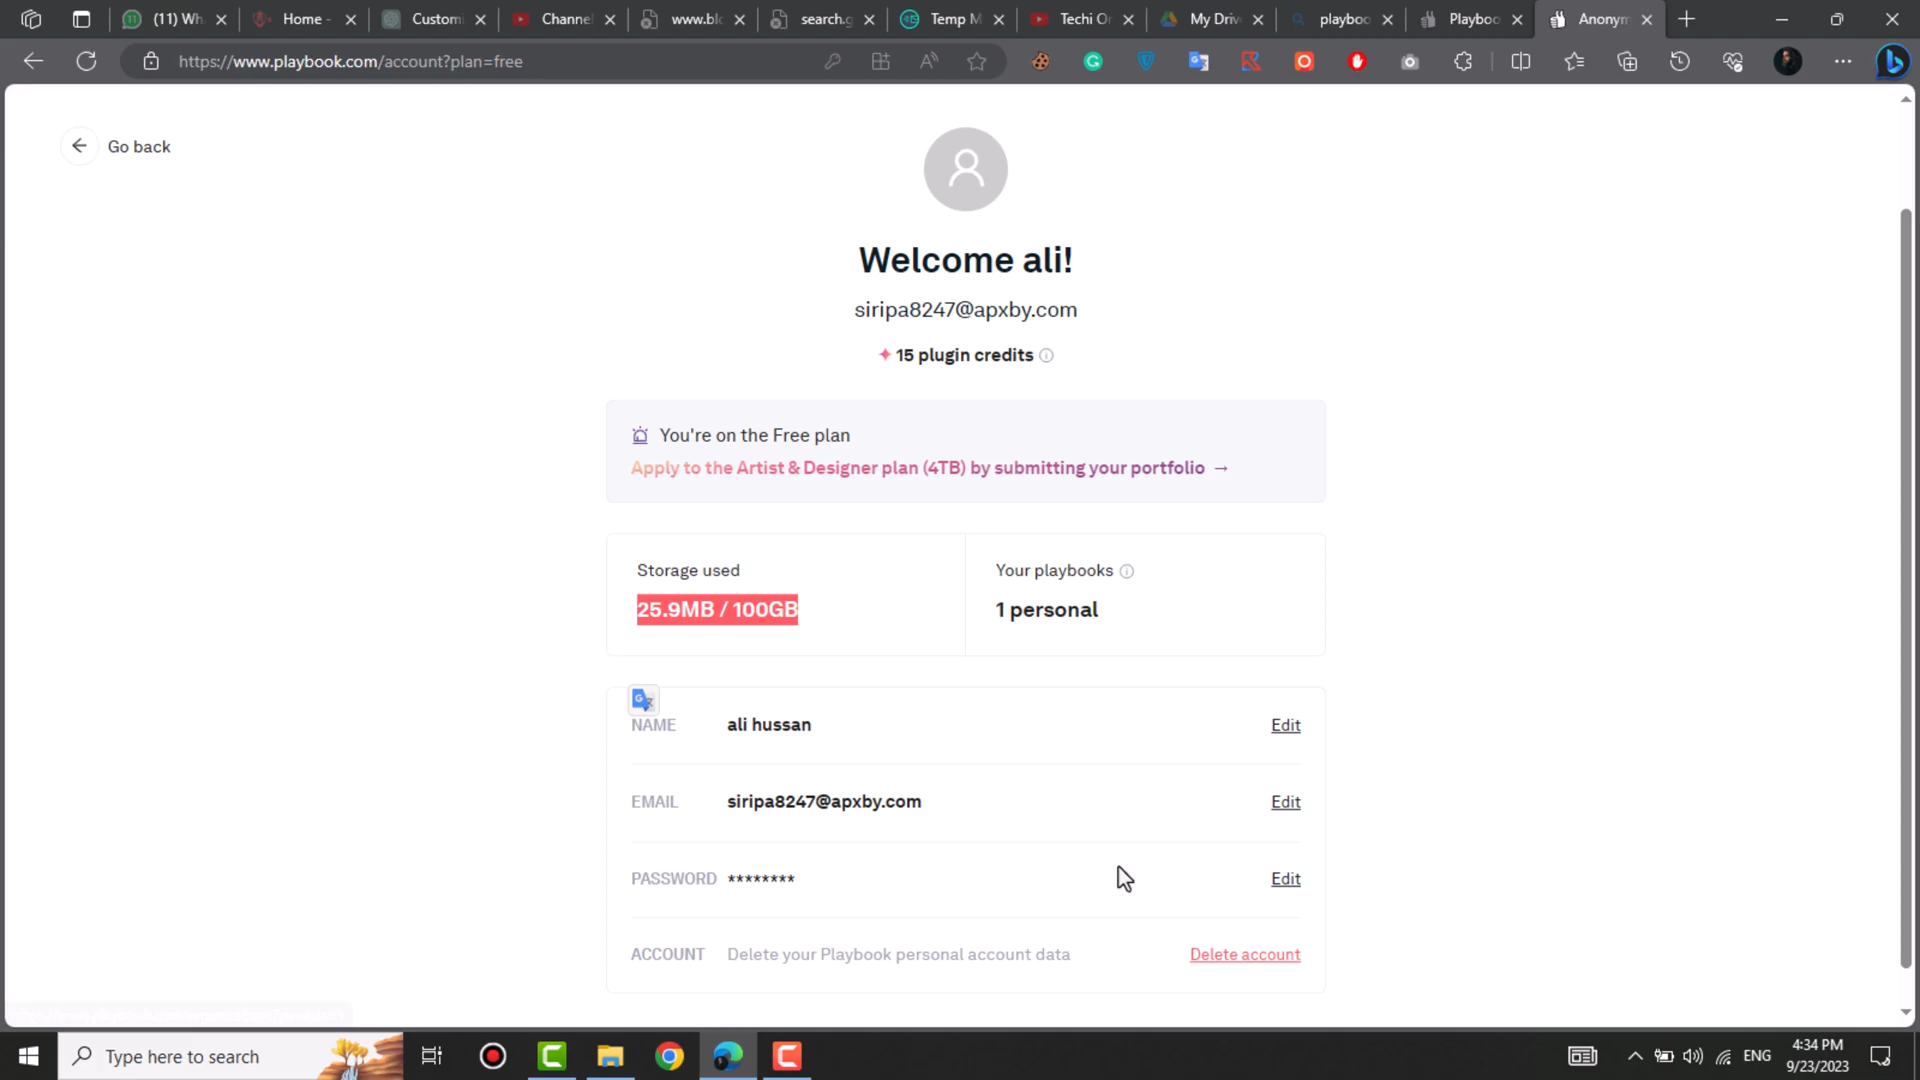 (11) Wh
Home -
Customi
Channel
www.blo
search.g
Temp M
Techi Or
My Driv
playboo
Playboo
Anonym
https://www.playbook.com/account?plan=free
Go back
Welcome ali!
siripa8247@apxby.com
15 plugin credits
You're on the Free plan
Apply to the Artist & Designer plan (4TB) by submitting your portfolio →
Storage used
25.9MB / 100GB
Your playbooks
1 personal
NAME ali hussan Edit
EMAIL siripa8247@apxby.com Edit
PASSWORD ******** Edit
ACCOUNT Delete your Playbook personal account data Delete account
Type here to search
ENG
4:34 PM
9/23/2023